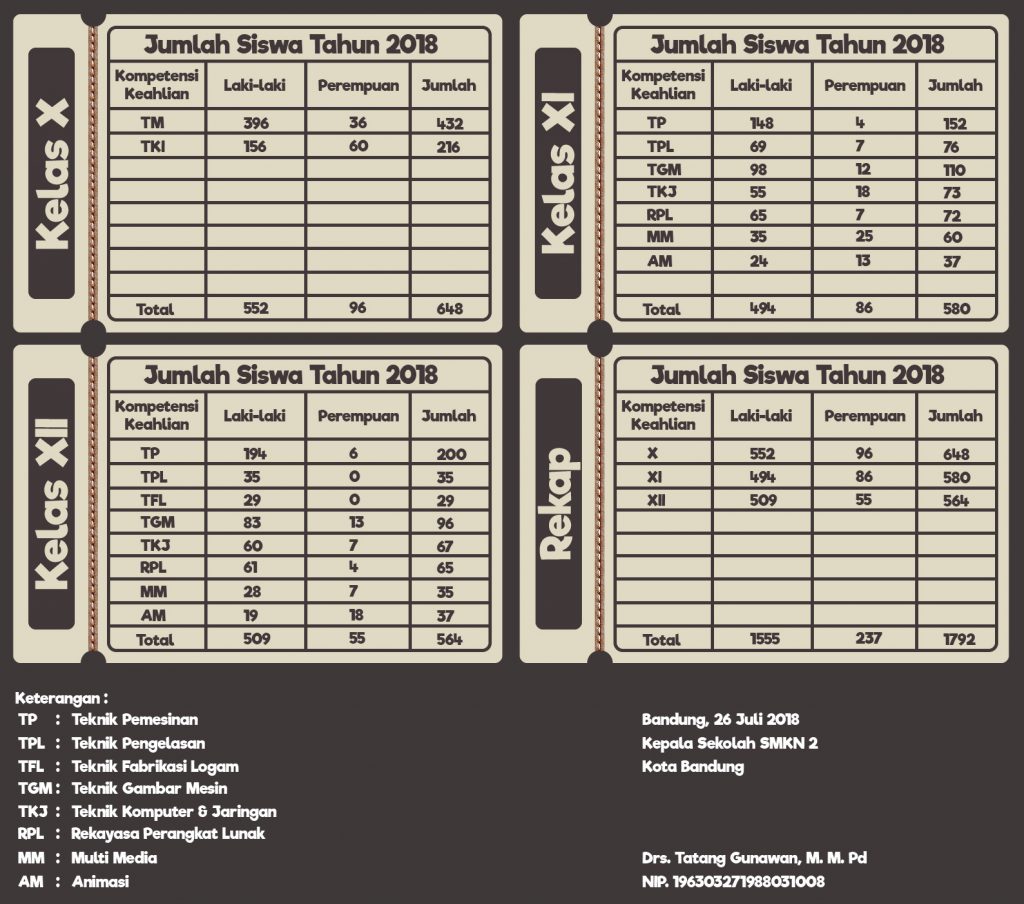 Kelas X
Jumlah Siswa Tahun 2018
Kompetensi Keahlian Laki-laki Perempuan Jumlah
TM 396 36 432
TKI 156 60 216
Total 552 96 648
Kelas XI
Jumlah Siswa Tahun 2018
Kompetensi Keahlian Laki-laki Perempuan Jumlah
TP 148 4 152
TPL 69 7 76
TGM 98 12 110
TKJ 55 18 73
RPL 65 7 72
MM 35 25 60
AM 24 13 37
Total 494 86 580
Kelas XII
Jumlah Siswa Tahun 2018
Kompetensi Keahlian Laki-laki Perempuan Jumlah
TP 194 6 200
TPL 35 0 35
TFL 29 0 29
TGM 83 13 96
TKJ 60 7 67
RPL 61 4 65
MM 28 7 35
AM 19 18 37
Total 509 55 564
Rekap
Jumlah Siswa Tahun 2018
Kompetensi Keahlian Laki-laki Perempuan Jumlah
X 552 96 648
XI 494 86 580
XII 509 55 564
Total 1555 237 1792
Keterangan :
TP : Teknik Pemesinan
TPL : Teknik Pengelasan
TFL : Teknik Fabrikasi Logam
TGM : Teknik Gambar Mesin
TKJ : Teknik Komputer & Jaringan
RPL : Rekayasa Perangkat Lunak
MM : Multi Media
AM : Animasi
Bandung, 26 Juli 2018
Kepala Sekolah SMKN 2
Kota Bandung
Drs. Tatang Gunawan, M. M. Pd
NIP. 196303271988031008